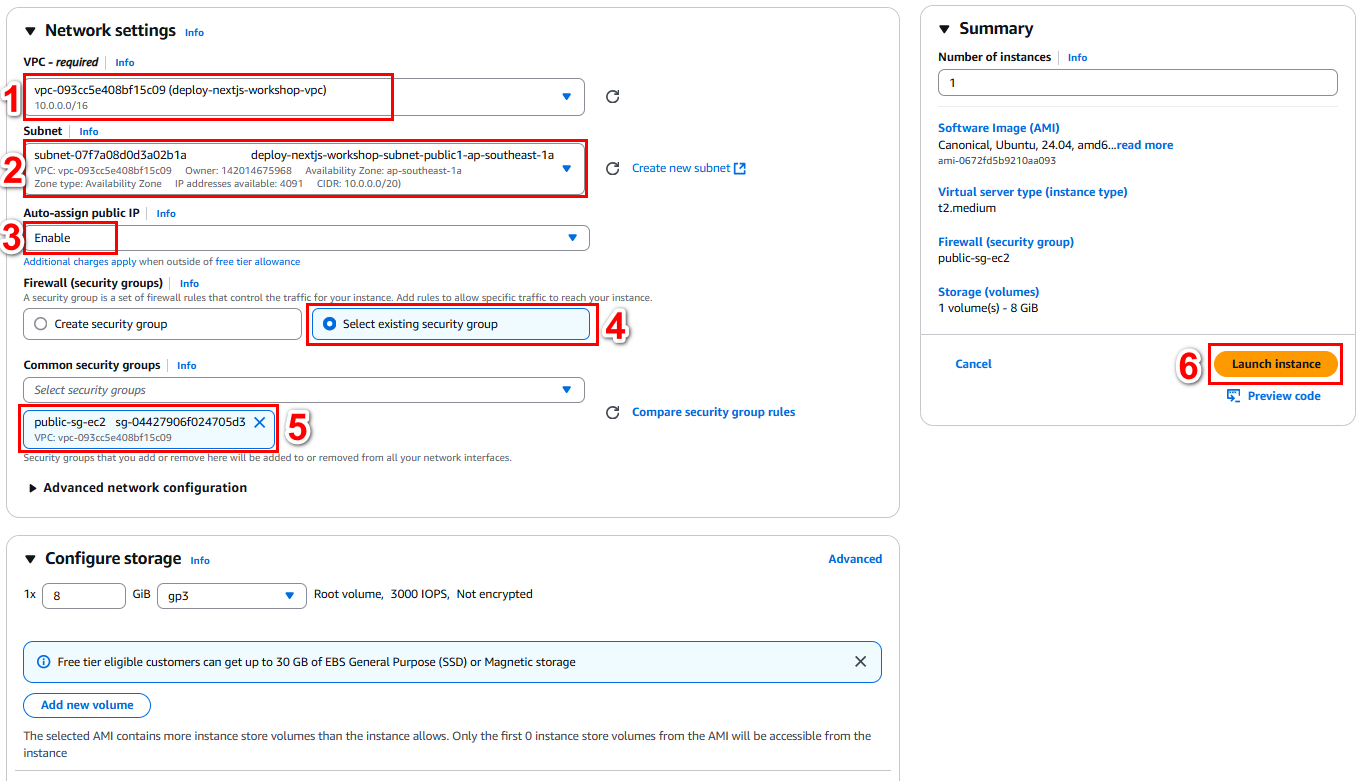 Network settings Info
VPC - required Info
1
vpc-093cc5e408bf15c09 (deploy-nextjs-workshop-vpc)
10.0.0.0/16
Subnet Info
2
subnet-07f7a08d0d3a02b1a deploy-nextjs-workshop-subnet-public1-ap-southeast-1a
VPC: vpc-093cc5e408bf15c09 Owner: 142014675968 Availability Zone: ap-southeast-1a
Zone type: Availability Zone IP addresses available: 4091 CIDR: 10.0.0.0/20)
Create new subnet
Auto-assign public IP Info
3
Enable
Additional charges apply when outside of free tier allowance
Firewall (security groups) Info
A security group is a set of firewall rules that control the traffic for your instance. Add rules to allow specific traffic to reach your instance.
Create security group
Select existing security group
4
Common security groups Info
Select security groups
public-sg-ec2 sg-04427906f024705d3
VPC: vpc-093cc5e408bf15c09
5
Compare security group rules
Security groups that you add or remove here will be added to or removed from all your network interfaces.
Advanced network configuration
Configure storage Info
Advanced
1x 8 GiB gp3 Root volume, 3000 IOPS, Not encrypted
Free tier eligible customers can get up to 30 GB of EBS General Purpose (SSD) or Magnetic storage
Add new volume
The selected AMI contains more instance store volumes than the instance allows. Only the first 0 instance store volumes from the AMI will be accessible from the
instance
Summary
Number of instances Info
1
Software Image (AMI)
Canonical, Ubuntu, 24.04, amd6...read more
ami-0672fd5b9210aa093
Virtual server type (instance type)
t2.medium
Firewall (security group)
public-sg-ec2
Storage (volumes)
1 volume(s) - 8 GiB
Cancel
6
Launch instance
Preview code